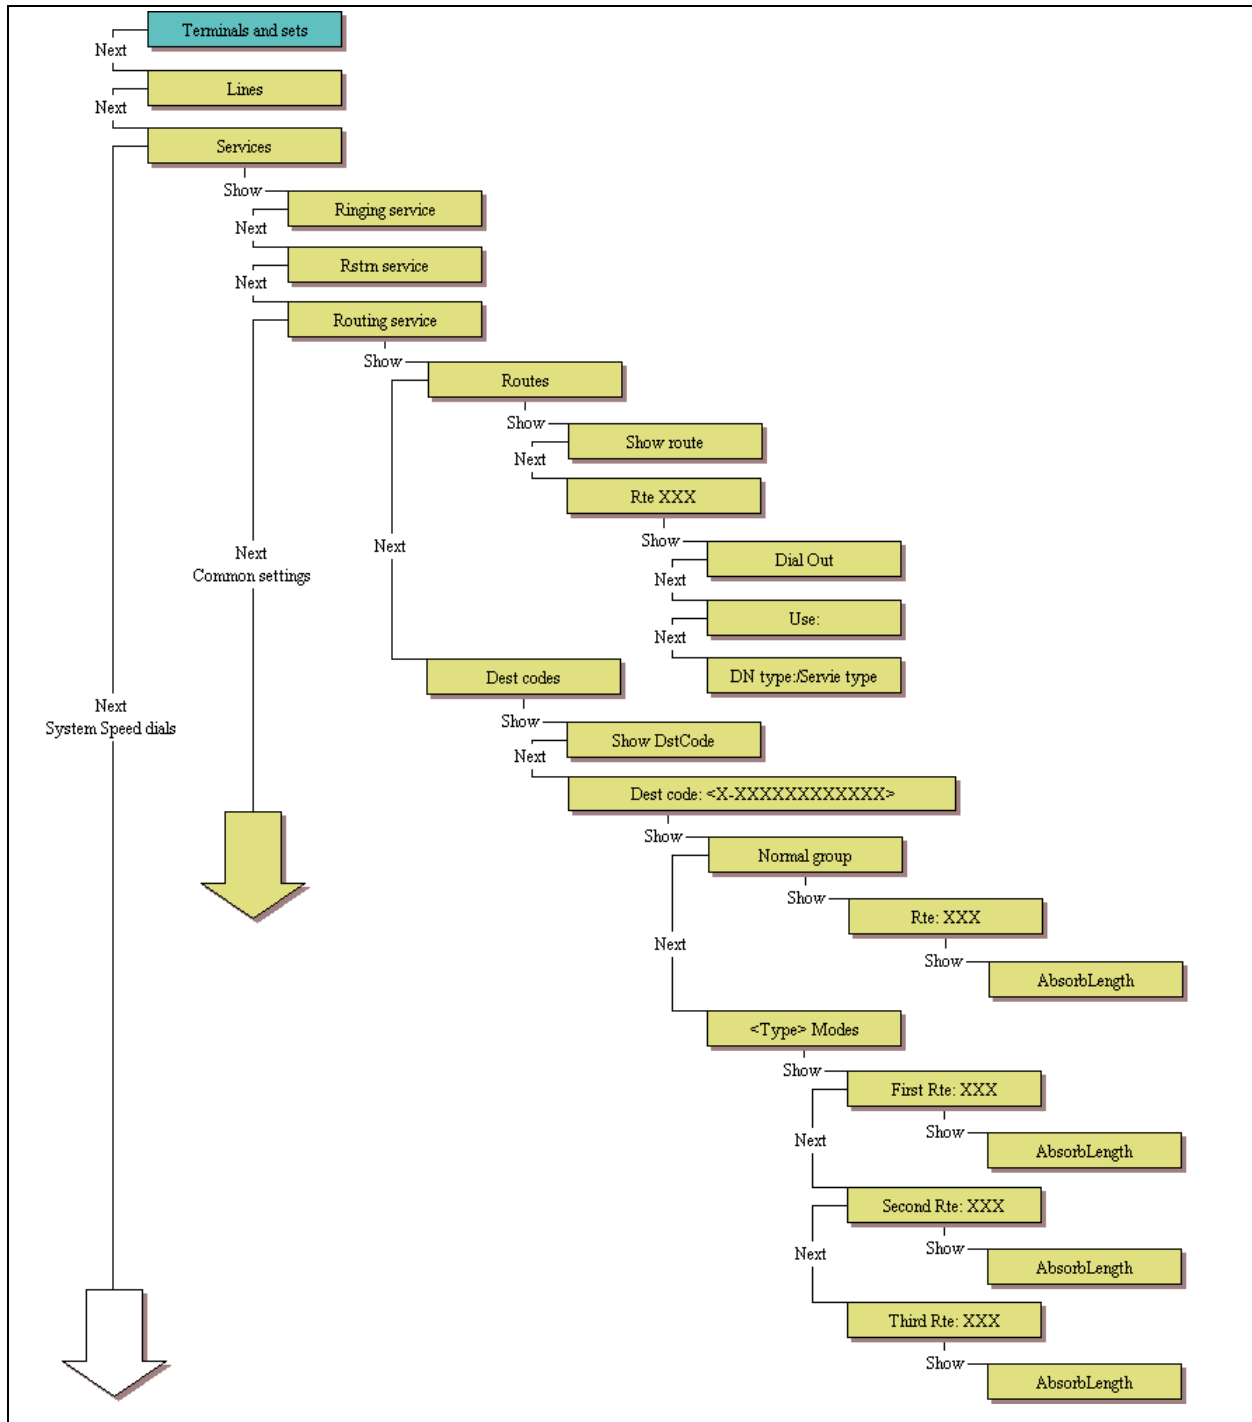 Terminals and sets
Next
Lines
Next
Services
Show
Ringing service
Next
Rstrn service
Next
Routing service
Show
Routes
Show
Show route
Next
Rte XXX
Show
Dial Out
Next
Use:
Next
DN type:/Servie type
Next
Next
Common settings
Dest codes
Show
Show DstCode
Next
Dest code: <X-XXXXXXXXXXXX>
Next
System Speed dials
Show
Normal group
Show
Rte: XXX
Show
AbsorbLength
Next
<Type> Modes
Show
First Rte: XXX
Show
AbsorbLength
Next
Second Rte: XXX
Show
AbsorbLength
Next
Third Rte: XXX
Show
AbsorbLength